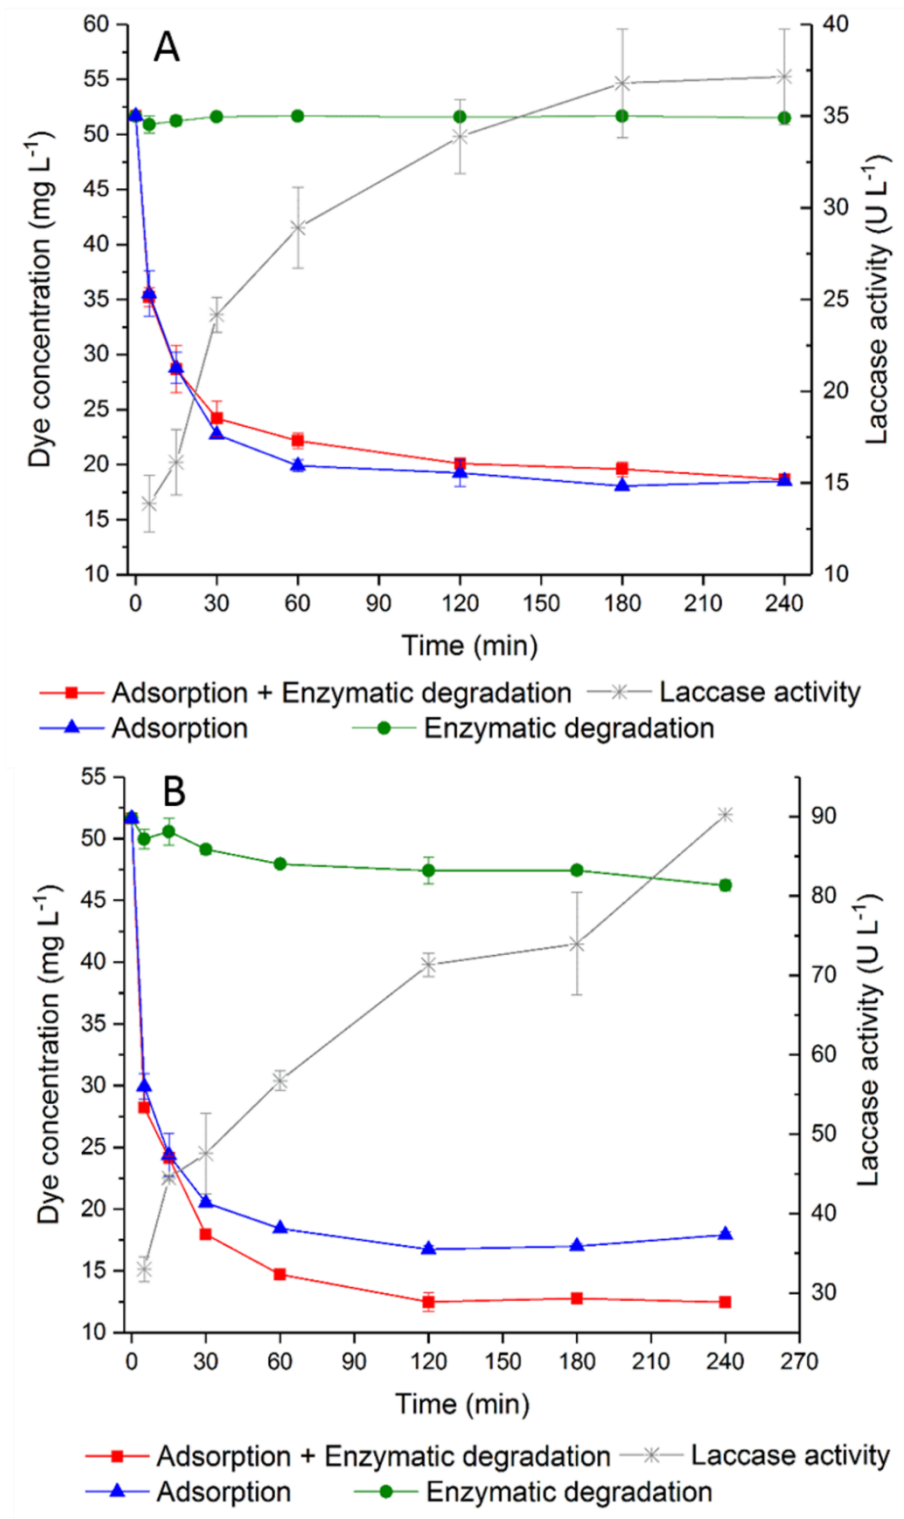 A
60
55
50
45
40
35
30
25
20
15
10
Dye concentration (mg L⁻¹)
40
35
30
25
20
15
10
Laccase activity (U L⁻¹)
0 30 60 90 120 150 180 210 240
Time (min)
Adsorption + Enzymatic degradation Laccase activity
Adsorption Enzymatic degradation
B
55
50
45
40
35
30
25
20
15
10
Dye concentration (mg L⁻¹)
90
80
70
60
50
40
30
Laccase activity (U L⁻¹)
0 30 60 90 120 150 180 210 240 270
Time (min)
Adsorption + Enzymatic degradation Laccase activity
Adsorption Enzymatic degradation